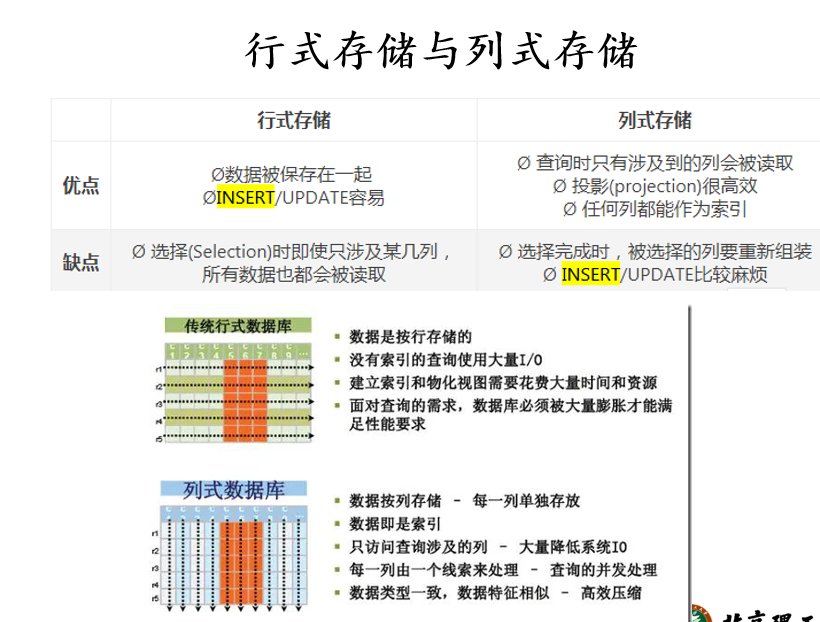 行式存储与列式存储
行式存储 列式存储
优点
Ø数据被保存在一起
ØINSERT/UPDATE容易
Ø 查询时只有涉及到的列会被读取
Ø 投影(projection)很高效
Ø 任何列都能作为索引
缺点
Ø 选择(Selection)时即使只涉及某几列，
所有数据也都会被读取
Ø 选择完成时，被选择的列要重新组装
Ø INSERT/UPDATE比较麻烦
传统行式数据库
C C C C C C C C C
1 2 3 4 5 6 7 8 9 …
r1
r2
r3
r4
r5
▪ 数据是按行存储的
▪ 没有索引的查询使用大量I/O
▪ 建立索引和物化视图需要花费大量时间和资源
▪ 面对查询的需求，数据库必须被大量膨胀才能满
足性能要求
列式数据库
r1
r2
r3
r4
r5
▪ 数据按列存储 – 每一列单独存放
▪ 数据即是索引
▪ 只访问查询涉及的列 – 大量降低系统IO
▪ 每一列由一个线索来处理 – 查询的并发处理
▪ 数据类型一致，数据特征相似 – 高效压缩
北京理工